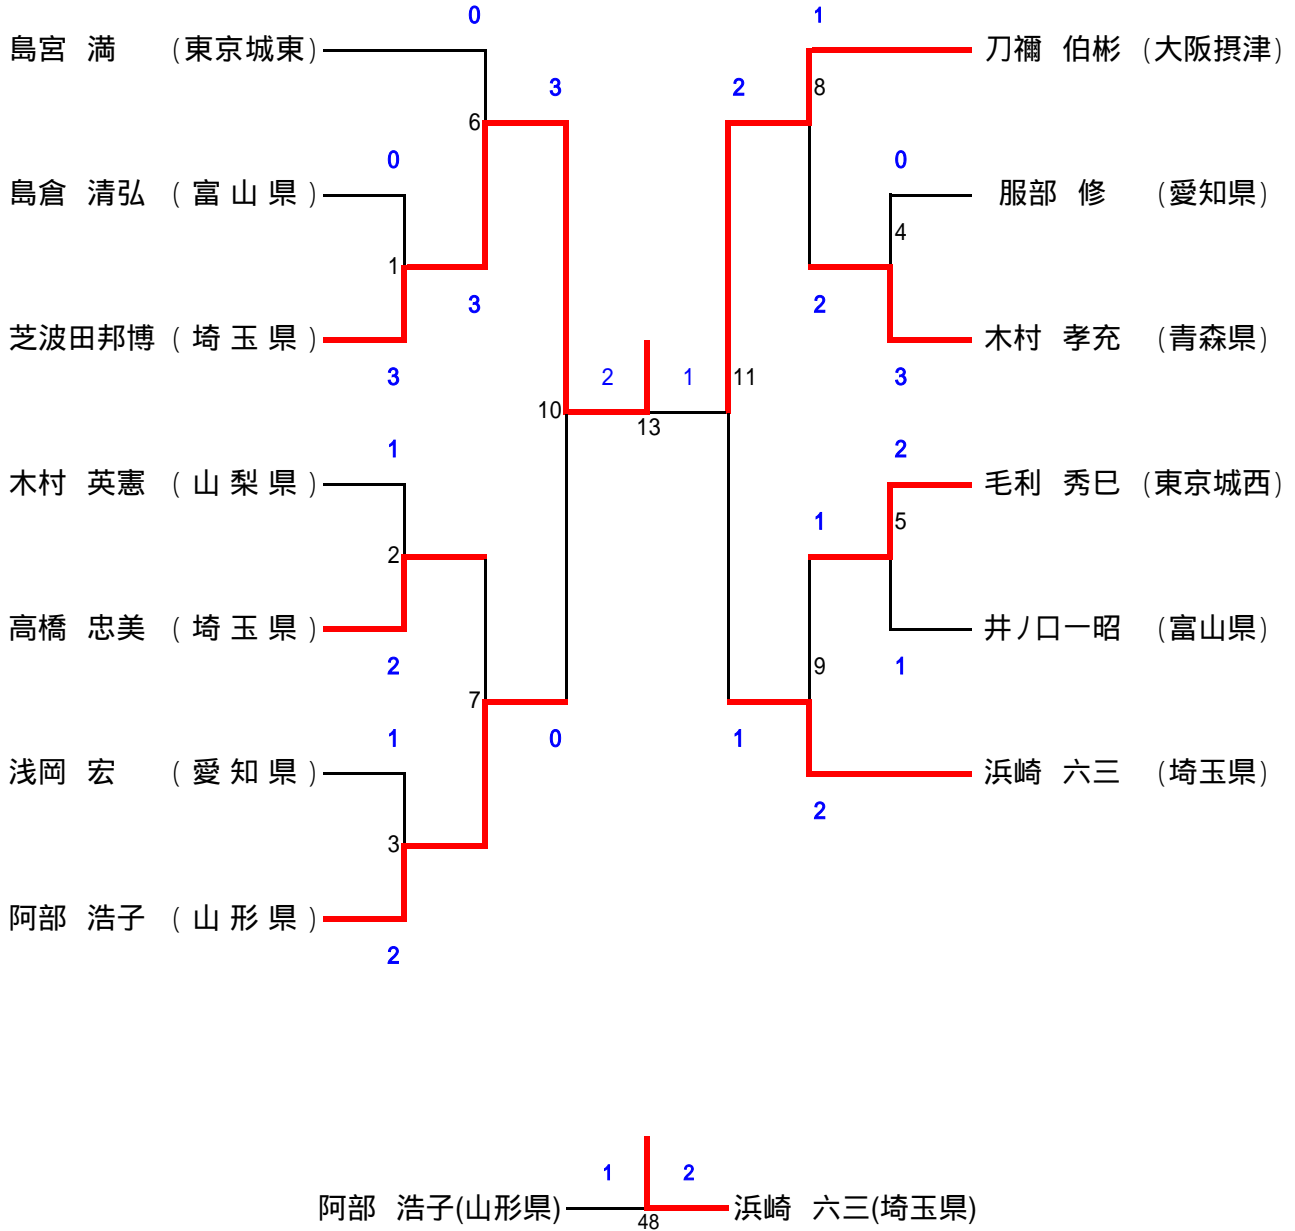 0 1
島宮 満 (東京城東) 刀禰 伯彬 (大阪摂津)
3 2 8
6
0 0
島倉 清弘 (富山県) 服部 修 (愛知県)
4
1
3 2
芝波田邦博 (埼玉県) 木村 孝充 (青森県)
3 2 1 11 3
10 13
1 2
木村 英憲 (山梨県) 毛利 秀巳 (東京城西)
1 5
2
高橋 忠美 (埼玉県) 井ノ口一昭 (富山県)
2 9 1
7
1 0 1
浅岡 宏 (愛知県) 浜崎 六三 (埼玉県)
2
3
阿部 浩子 (山形県)
2
1 2
阿部 浩子(山形県) 浜崎 六三(埼玉県)
48